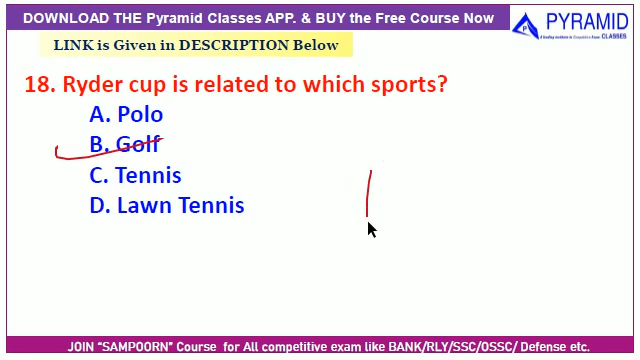 DOWNLOAD THE Pyramid Classes APP. & BUY the Free Course Now
PYRAMID
CLASSES
LINK is Given in DESCRIPTION Below
18. Ryder cup is related to which sports?
A. Polo
B. Golf
C. Tennis
D. Lawn Tennis
JOIN “SAMPOORN” Course for All competitive exam like BANK/RLY/SSC/OSSC/ Defense etc.